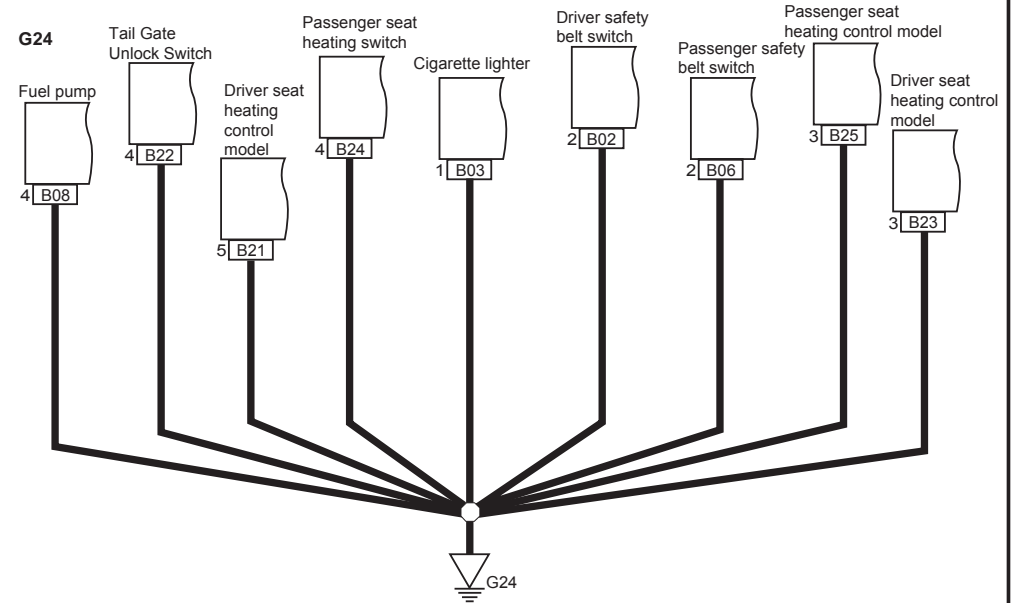 G24
Fuel pump
4 B08
Tail Gate
Unlock Switch
4 B22
Driver seat
heating
control
model
5 B21
Passenger seat
heating switch
4 B24
Cigarette lighter
1 B03
Driver safety
belt switch
2 B02
Passenger safety
belt switch
2 B06
Passenger seat
heating control model
3 B25
Driver seat
heating control
model
3 B23
G24